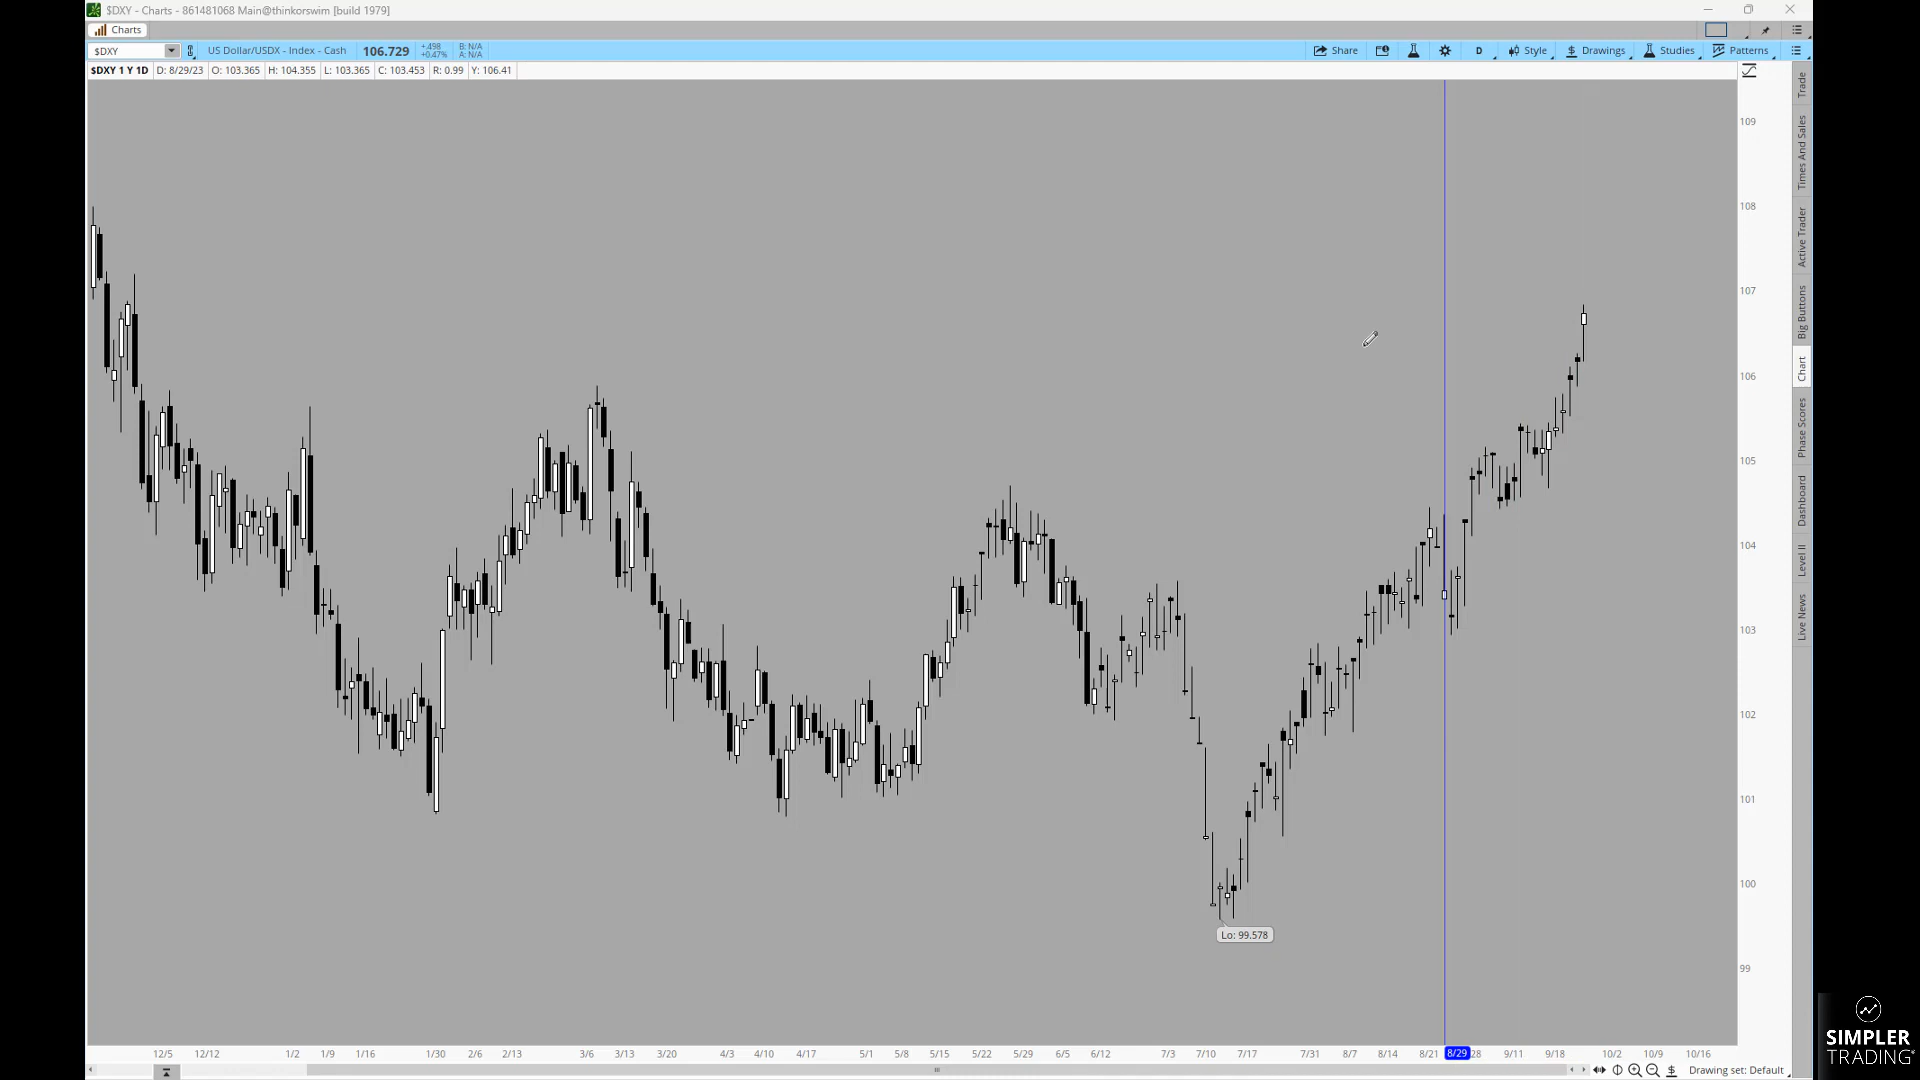 $DXY - Charts - 861481068 Main@thinkorswim [build 1979]
Charts
$DXY US Dollar/USDX - Index - Cash 106.729 +.498 +0.47% B: N/A A: N/A Share D Style Drawings Studies Patterns
$DXY 1 Y 1D D: 8/29/23 O: 103.365 H: 104.355 L: 103.365 C: 103.453 R: 0.99 Y: 106.41
109
108
107
106
105
104
103
102
101
100
99
Lo: 99.578
Trade
Times And Sales
Active Trader
Big Buttons
Chart
Phase Scores
Dashboard
Level II
Live News
12/5 12/12 1/2 1/9 1/16 1/30 2/6 2/13 3/6 3/13 3/20 4/3 4/10 4/17 5/1 5/8 5/15 5/22 5/29 6/5 6/12 7/3 7/10 7/17 7/31 8/7 8/14 8/21 8/29 28 9/11 9/18 10/2 10/9 10/16
Drawing set: Default
SIMPLER
TRADING